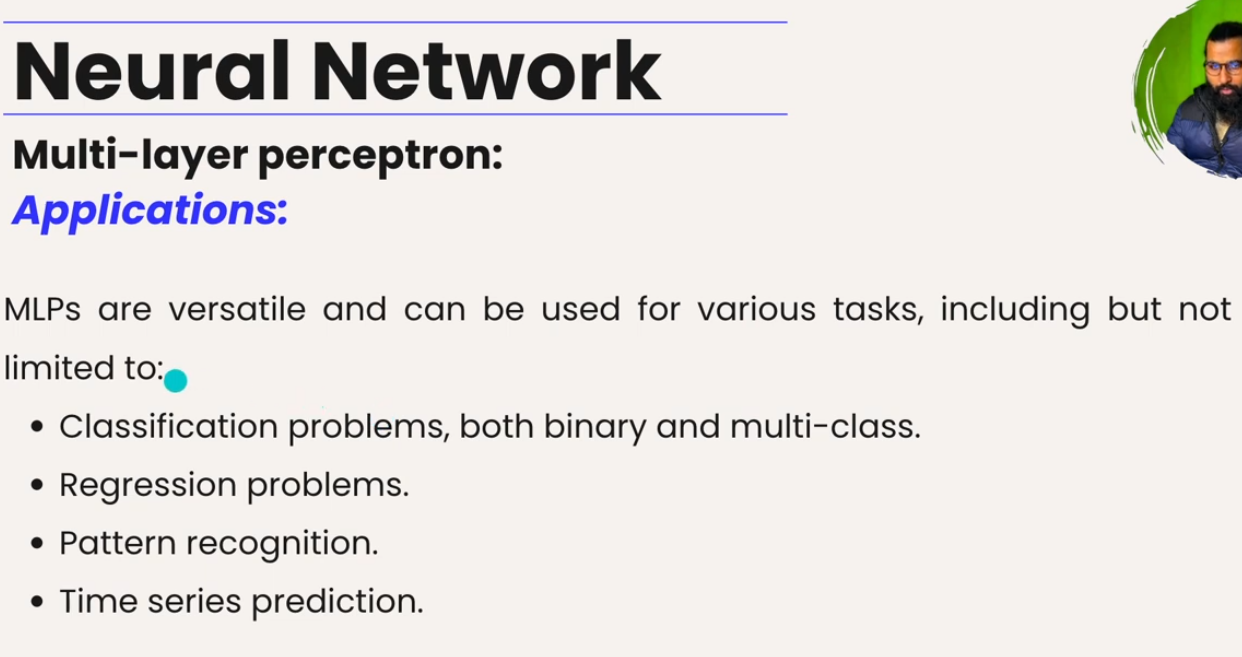 Neural Network
Multi-layer perceptron:
Applications:
MLPs are versatile and can be used for various tasks, including but not
limited to:
• Classification problems, both binary and multi-class.
• Regression problems.
• Pattern recognition.
• Time series prediction.